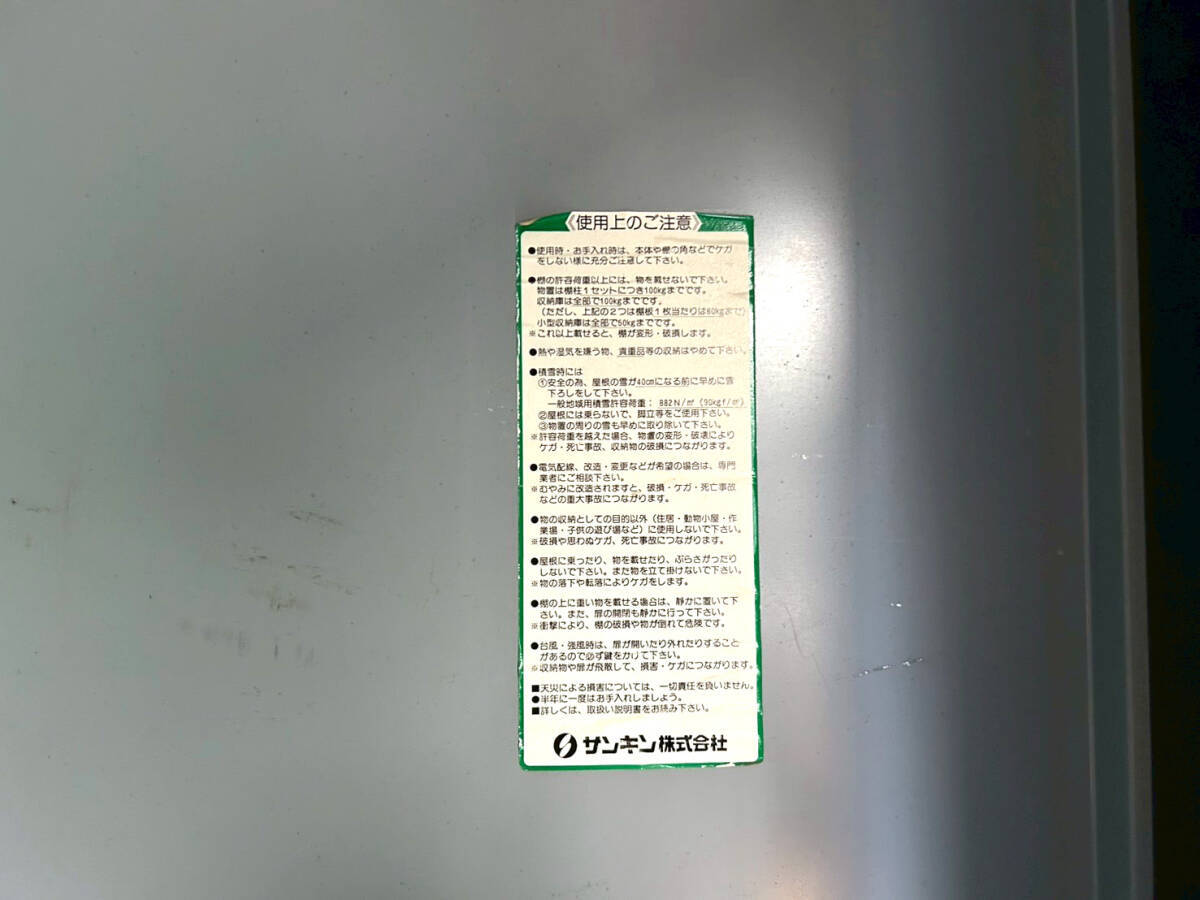 《使用上のご注意》
●使用時・お手入れ時は、本体や棚の角などでケガ
をしない様に充分ご注意して下さい。
●棚の許容荷重以上には、物を載せないで下さい。
物置は棚柱1セットにつき100kgまでです。
収納庫は全部で100kgまでです。
(ただし、上記の2つは棚板1枚当たりは60kgまで)
小型収納庫は全部で50kgまでです。
※これ以上載せると、棚が変形・破損します。
●熱や湿気を嫌う物、貴重品等の収納はやめて下さい。
●積雪時には
①安全の為、屋根の雪が40cmになる前に早めに雪
下ろしをして下さい。
一般地域用積雪許容荷重:882N/㎡(90kgf/㎡)
②屋根には乗らないで、脚立等をご使用下さい。
③物置の周りの雪も早めに取り除いて下さい。
※許容荷重を越えた場合、物置の変形・破壊により
ケガ・死亡事故、収納物の破損につながります。
●電気配線、改造・変更などが希望の場合は、専門
業者にご相談下さい。
※むやみに改造されますと、破損・ケガ・死亡事故
などの重大事故につながります。
●物の収納としての目的以外(住居・動物小屋・作
業場・子供の遊び場など)に使用しないで下さい。
※破損や思わぬケガ、死亡事故につながります。
●屋根に乗ったり、物を載せたり、ぶらさがったり
しないで下さい。また物を立て掛けないで下さい。
※物の落下や転落によりケガをします。
●棚の上に重い物を載せる場合は、静かに置いて下
さい。また、扉の開閉も静かに行って下さい。
※衝撃により、棚の破損や物が倒れて危険です。
●台風・強風時は、扉が開いたり外れたりすること
があるので必ず鍵をかけて下さい。
※収納物や扉が飛散して、損害・ケガにつながります。
■天災による損害については、一切責任を負いません。
●半年に一度はお手入れしましょう。
■詳しくは、取扱い説明書をお読み下さい。
サンキン株式会社